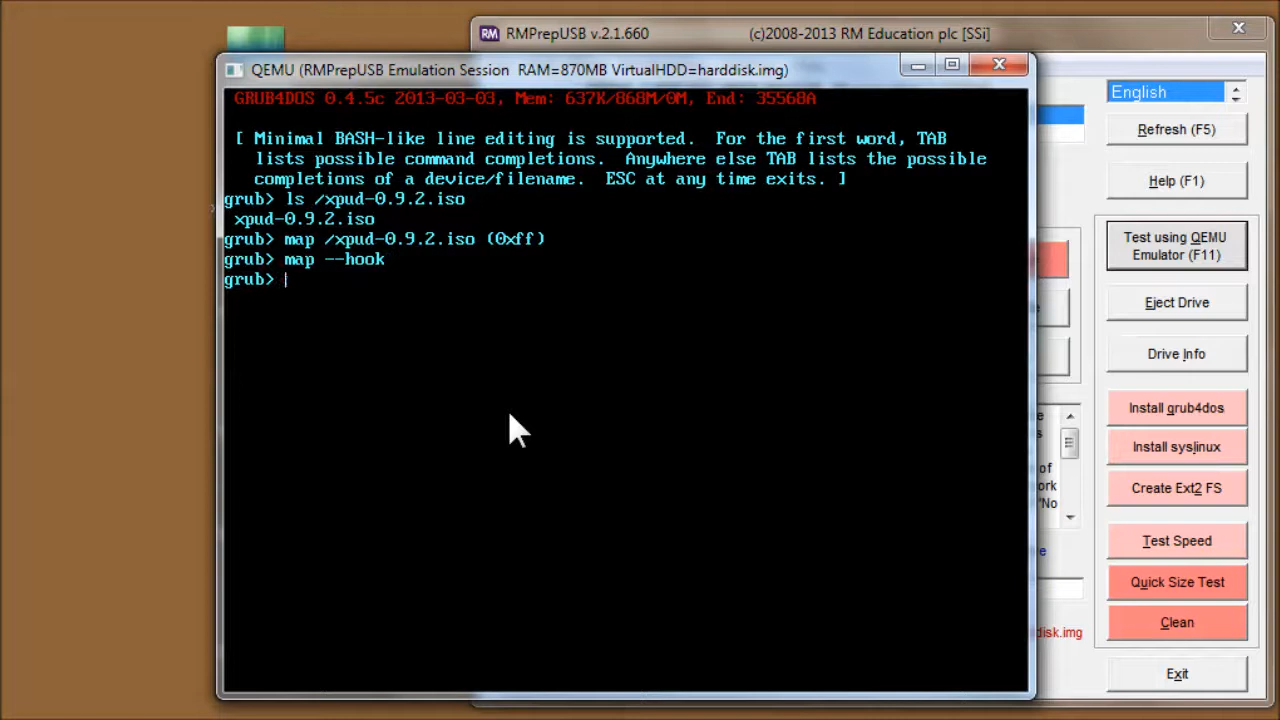 RM RMPrepUSB v.2.1.660 (c)2008-2013 RM Education plc [SSi]
QEMU (RMPrepUSB Emulation Session RAM=870MB VirtualHDD=harddisk.img)
GRUB4DOS 0.4.5c 2013-03-03, Mem: 637K/868M/0M, End: 35568A
[ Minimal BASH-like line editing is supported. For the first word, TAB
lists possible command completions. Anywhere else TAB lists the possible
completions of a device/filename. ESC at any time exits. ]
grub> ls /xpud-0.9.2.iso
xpud-0.9.2.iso
grub> map /xpud-0.9.2.iso (0xff)
grub> map --hook
grub>
English
Refresh (F5)
Help (F1)
Test using QEMU
Emulator (F11)
Eject Drive
Drive Info
Install grub4dos
Install syslinux
Create Ext2 FS
Test Speed
Quick Size Test
Clean
Exit
e
e
s
of
ork
'No
e
disk.img